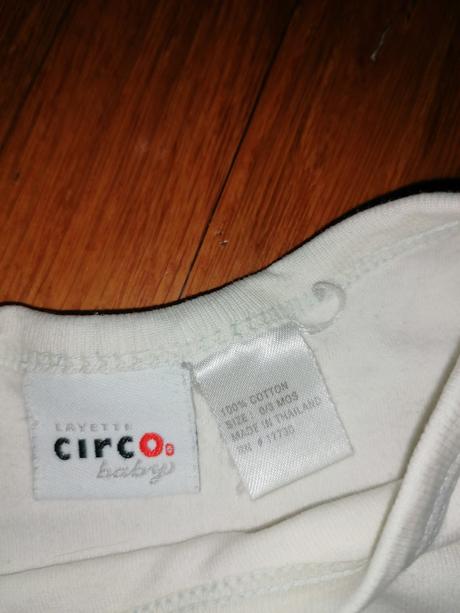 LAYETTE
circo
baby
100% COTTON
SIZE : 0/3 MOS
MADE IN THAILAND
RN # 17730